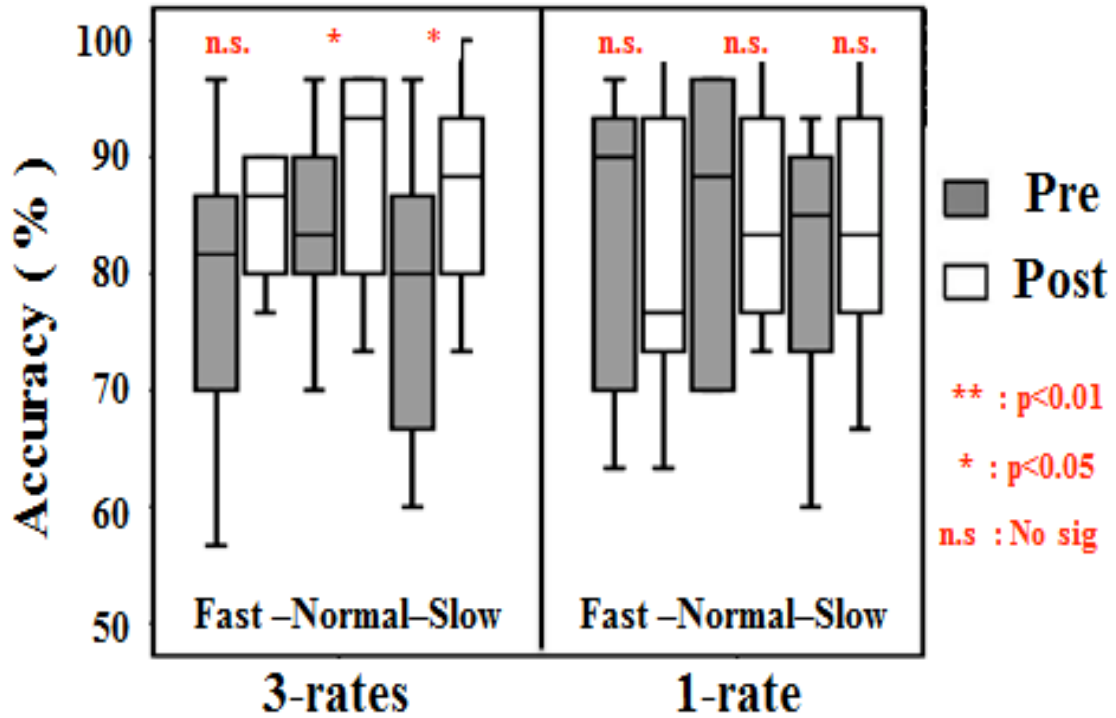 Accuracy ( % )
100
90
80
70
60
50
n.s. * * n.s. n.s. n.s.
Fast –Normal–Slow
Fast –Normal–Slow
3-rates
1-rate
Pre
Post
** : p<0.01
* : p<0.05
n.s : No sig